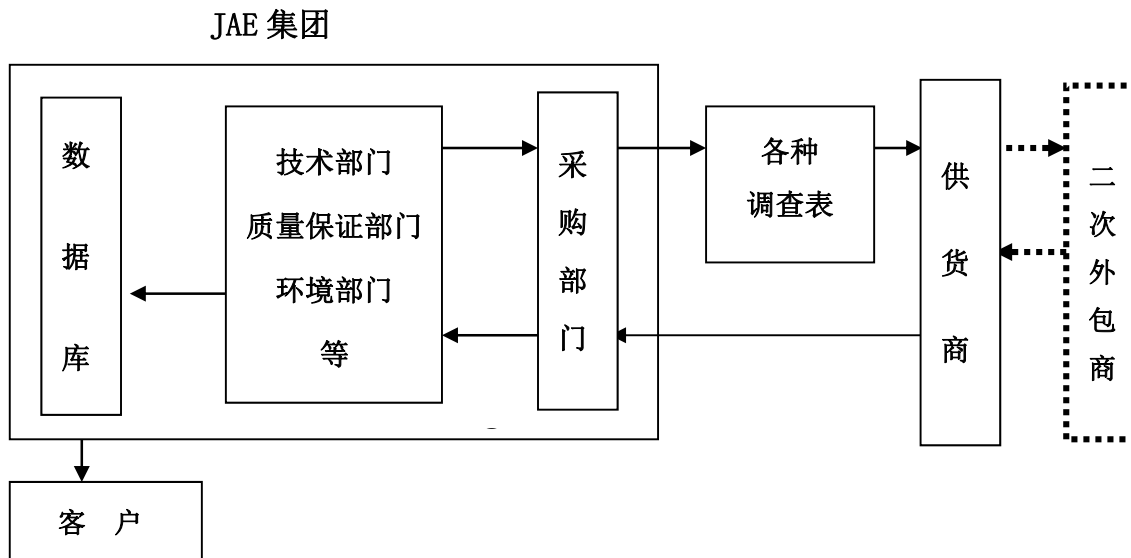 JAE 集团
数据库
技术部门
质量保证部门
环境部门
等
采购部门
各种
调查表
供货商
二次外包商
客 户